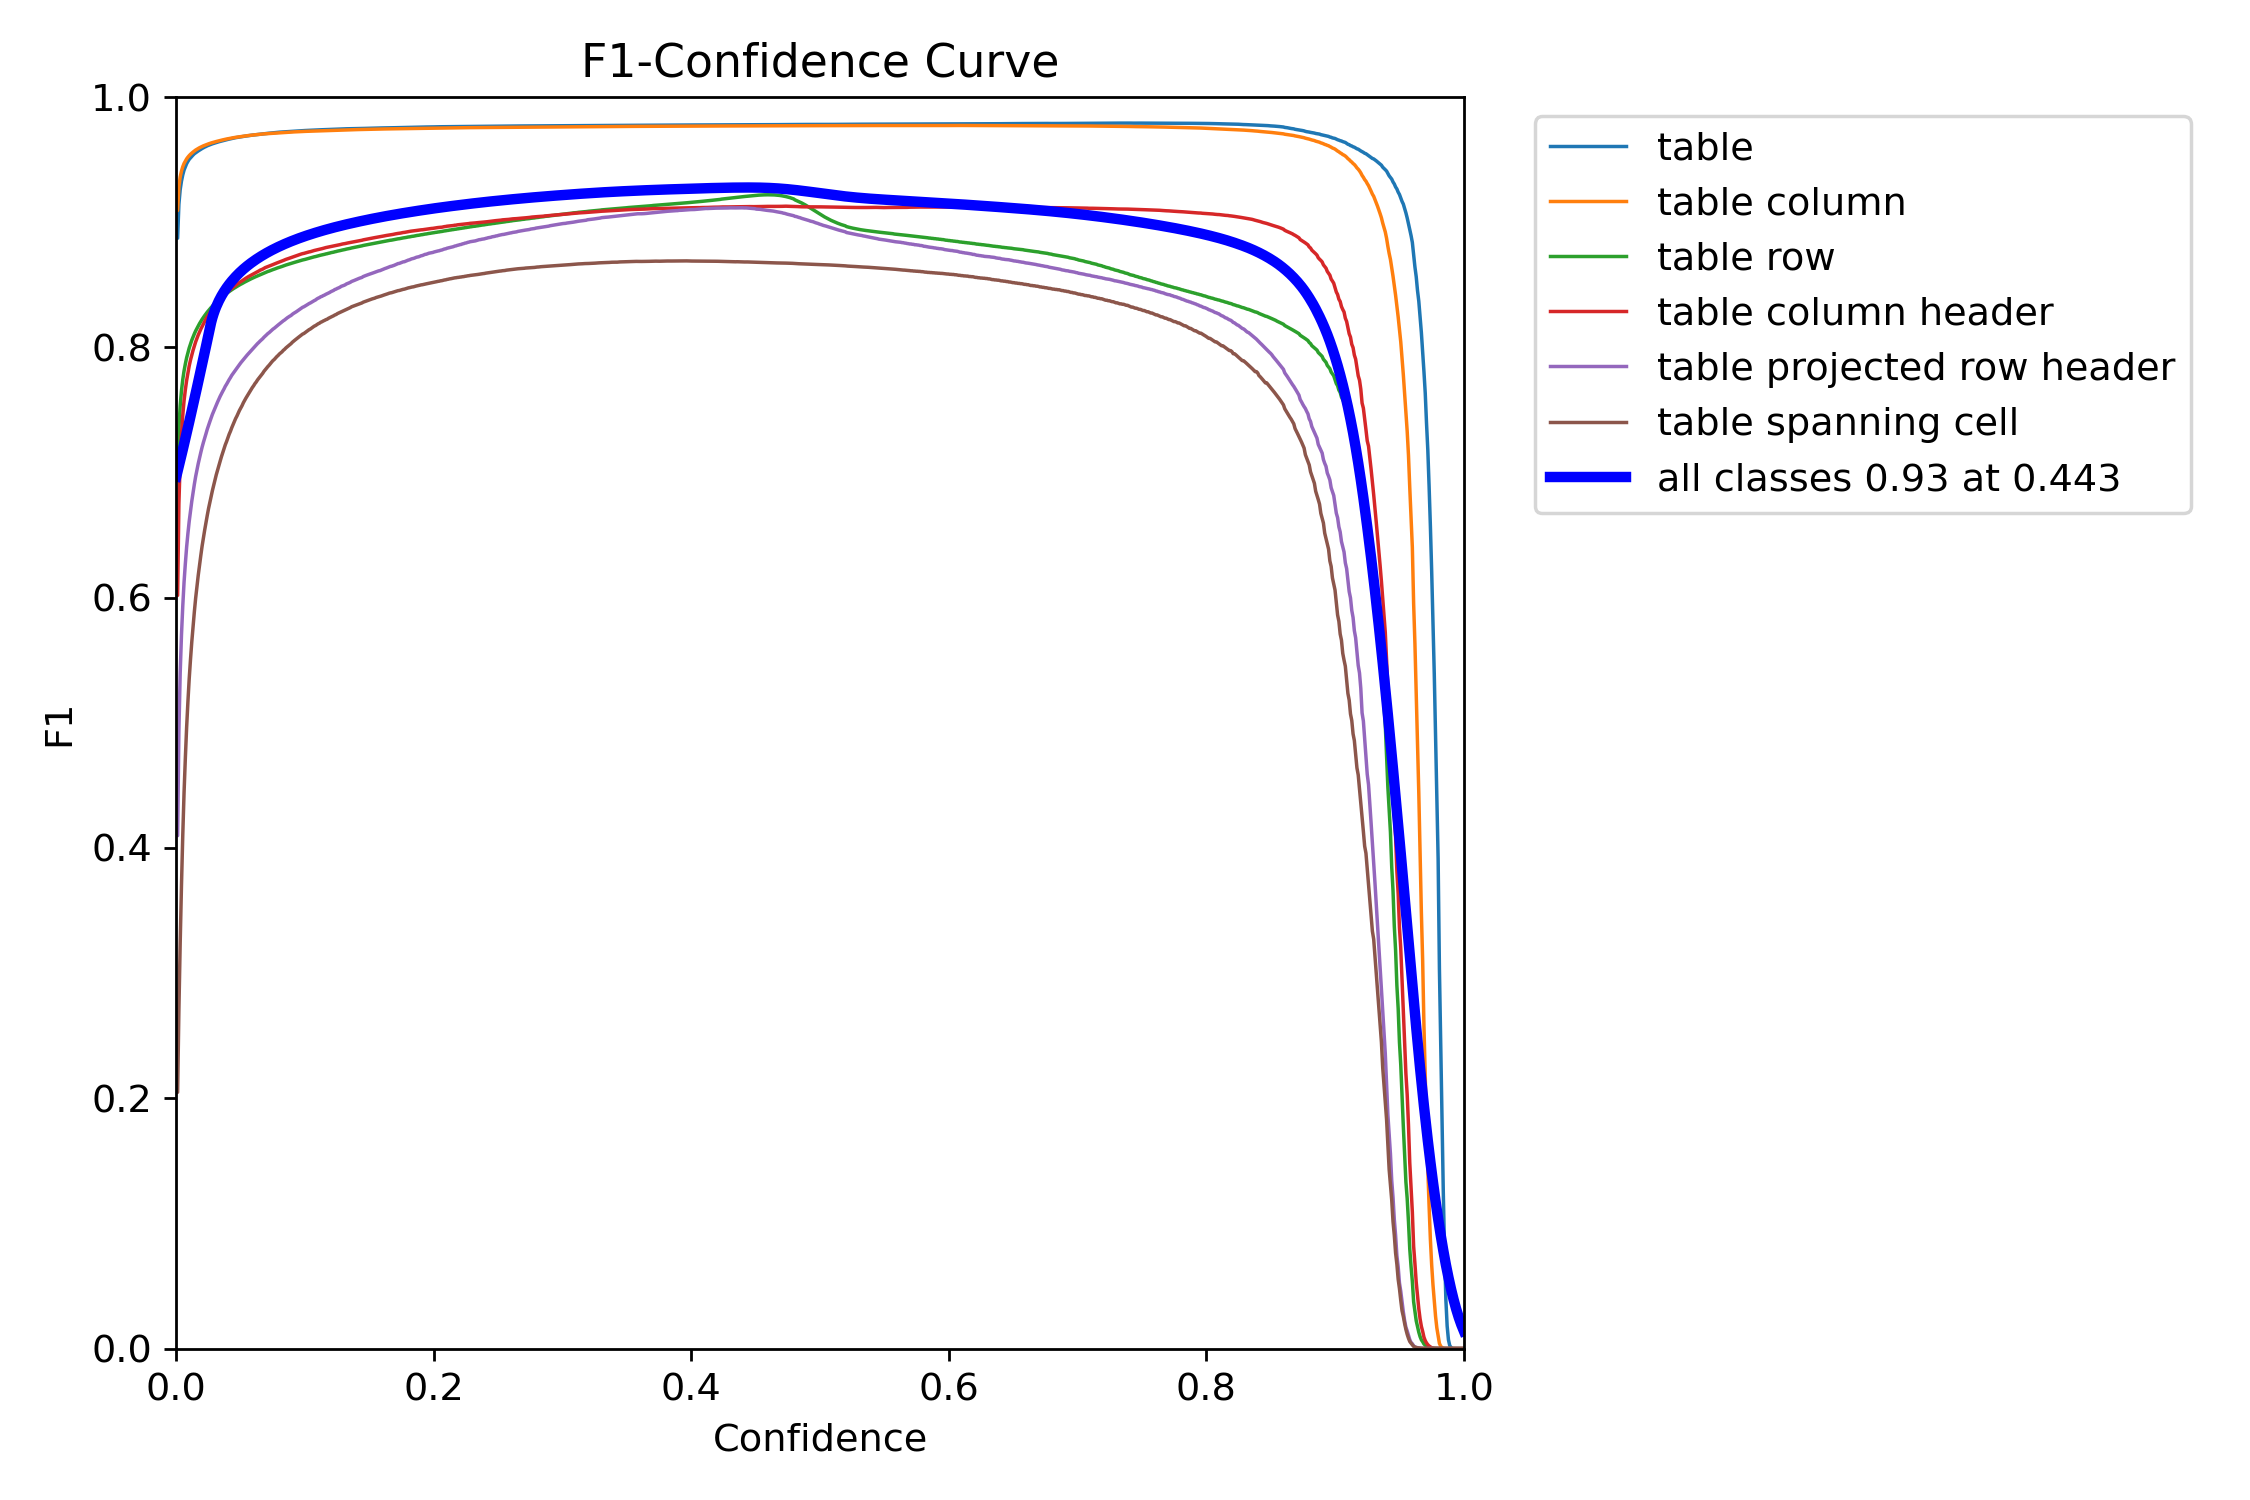 F1-Confidence Curve
1.0
0.8
0.6
0.4
0.2
0.0
F1
0.0 0.2 0.4 0.6 0.8 1.0
Confidence
table
table column
table row
table column header
table projected row header
table spanning cell
all classes 0.93 at 0.443